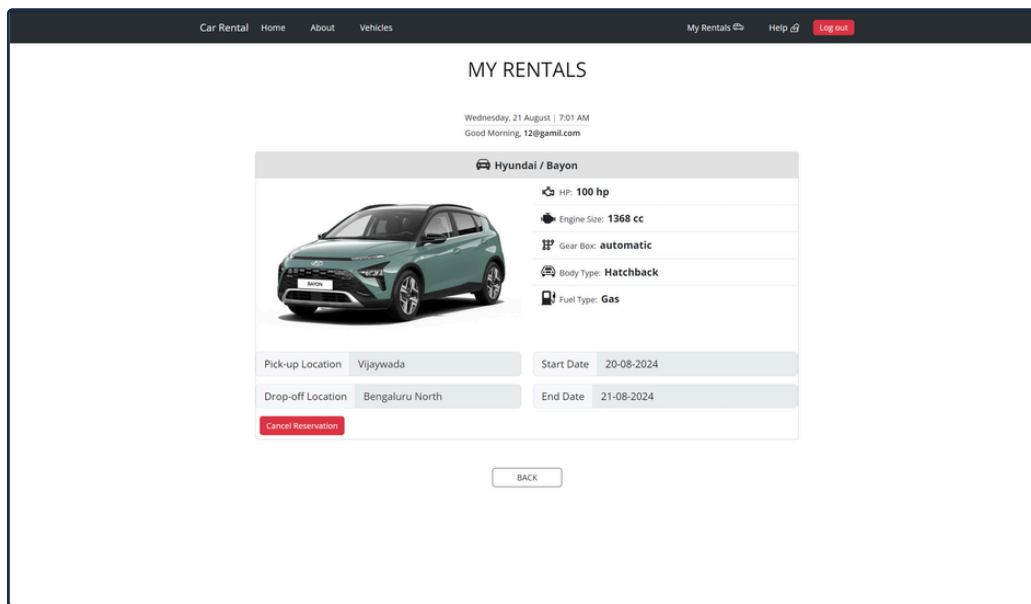 Car Rental Home About Vehicles My Rentals Help Log out
MY RENTALS
Wednesday, 21 August | 7:01 AM
Good Morning, 12@gamil.com
Hyundai / Bayon
BAYON
HP: 100 hp
Engine Size: 1368 cc
Gear Box: automatic
Body Type: Hatchback
Fuel Type: Gas
Pick-up Location Vijaywada
Start Date 20-08-2024
Drop-off Location Bengaluru North
End Date 21-08-2024
Cancel Reservation
BACK